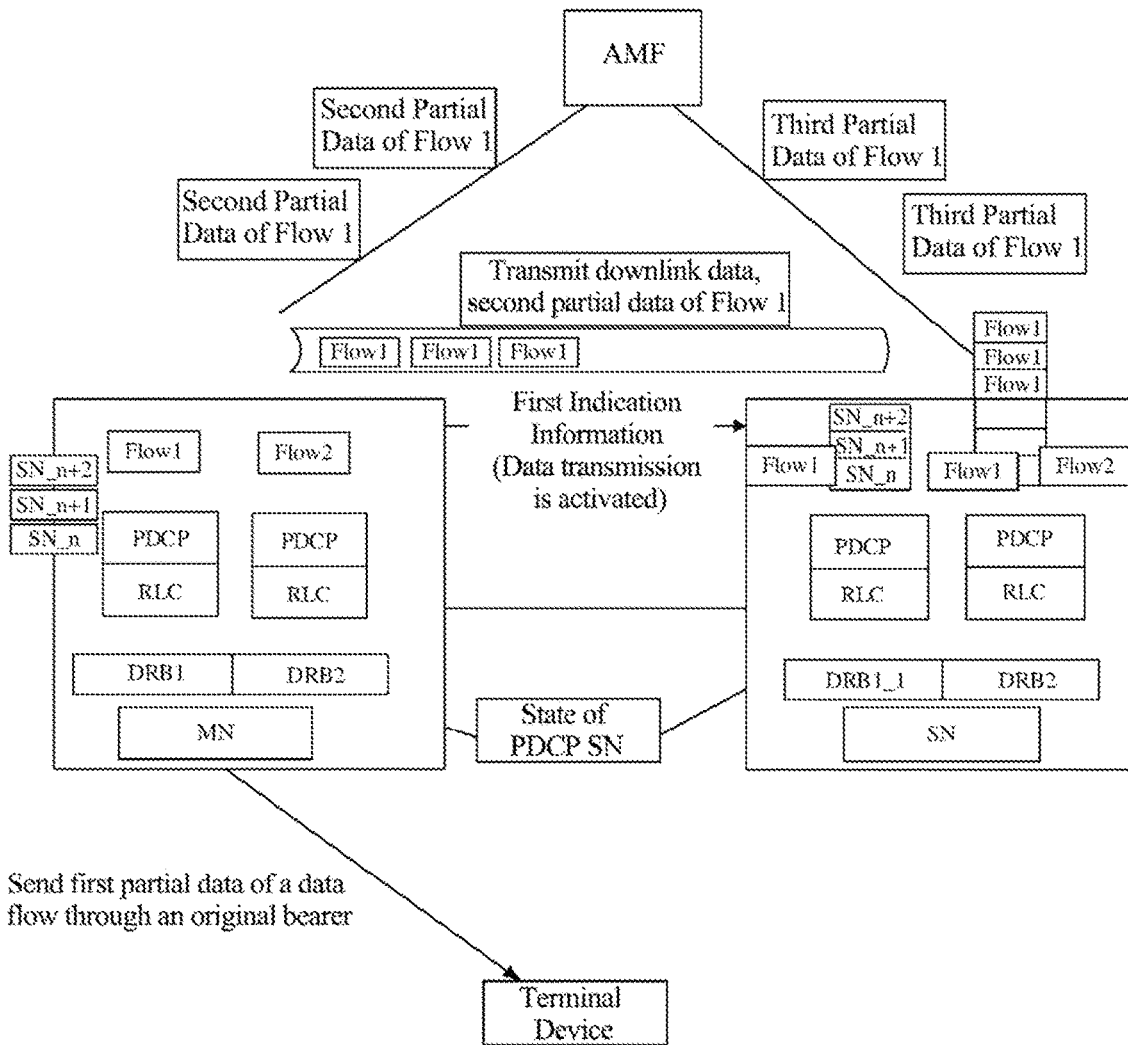 AMF
Second Partial
Data of Flow 1
Third Partial
Data of Flow 1
Second Partial
Data of Flow 1
Third Partial
Data of Flow 1
Transmit downlink data,
second partial data of Flow 1
Flow1
Flow1
Flow1
Flow1
Flow1
Flow1
First Indication
Information
(Data transmission
is activated)
Flow1
Flow2
SN_n+2
SN_n+1
SN_n
PDCP
RLC
PDCP
RLC
DRB1
DRB2
MN
SN_n+2
SN_n+1
SN_n
Flow1
Flow1
Flow2
PDCP
RLC
PDCP
RLC
DRB1_1
DRB2
SN
State of
PDCP SN
Send first partial data of a data
flow through an original bearer
Terminal
Device